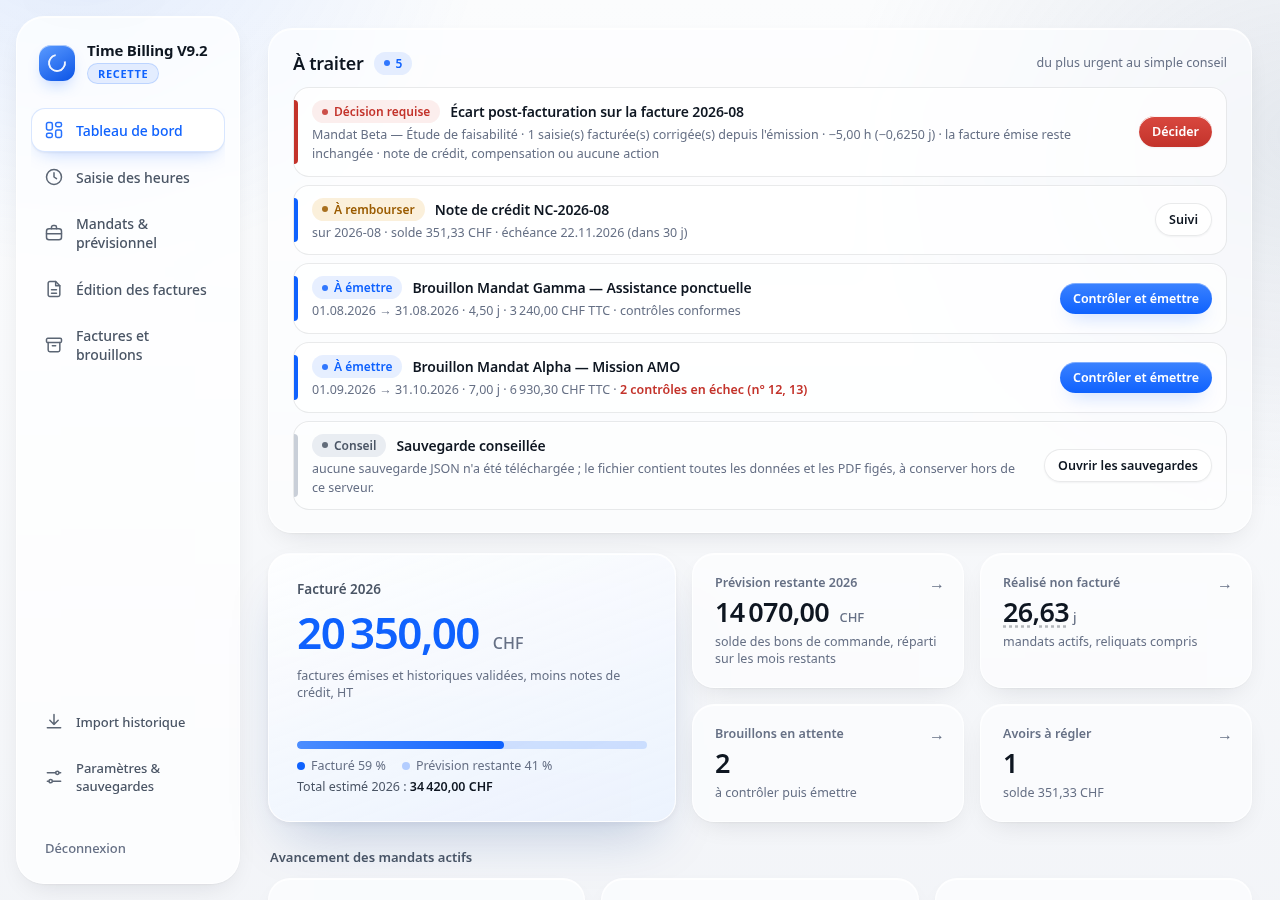 Time Billing V9.2
RECETTE
Tableau de bord
Saisie des heures
Mandats &
prévisionnel
Édition des factures
Factures et
brouillons
Import historique
Paramètres &
sauvegardes
Déconnexion
À traiter 5 du plus urgent au simple conseil
Décision requise Écart post-facturation sur la facture 2026-08
Mandat Beta — Étude de faisabilité · 1 saisie(s) facturée(s) corrigée(s) depuis l'émission · −5,00 h (−0,6250 j) · la facture émise reste
inchangée · note de crédit, compensation ou aucune action
Décider
À rembourser Note de crédit NC-2026-08
sur 2026-08 · solde 351,33 CHF · échéance 22.11.2026 (dans 30 j)
Suivi
À émettre Brouillon Mandat Gamma — Assistance ponctuelle
01.08.2026 → 31.08.2026 · 4,50 j · 3 240,00 CHF TTC · contrôles conformes
Contrôler et émettre
À émettre Brouillon Mandat Alpha — Mission AMO
01.09.2026 → 31.10.2026 · 7,00 j · 6 930,30 CHF TTC · 2 contrôles en échec (n° 12, 13)
Contrôler et émettre
Conseil Sauvegarde conseillée
aucune sauvegarde JSON n'a été téléchargée ; le fichier contient toutes les données et les PDF figés, à conserver hors de
ce serveur.
Ouvrir les sauvegardes
Facturé 2026
20 350,00 CHF
factures émises et historiques validées, moins notes de
crédit, HT
Facturé 59 % Prévision restante 41 %
Total estimé 2026 : 34 420,00 CHF
Prévision restante 2026 →
14 070,00 CHF
solde des bons de commande, réparti
sur les mois restants
Réalisé non facturé →
26,63 j
mandats actifs, reliquats compris
Brouillons en attente →
2
à contrôler puis émettre
Avoirs à régler →
1
solde 351,33 CHF
Avancement des mandats actifs